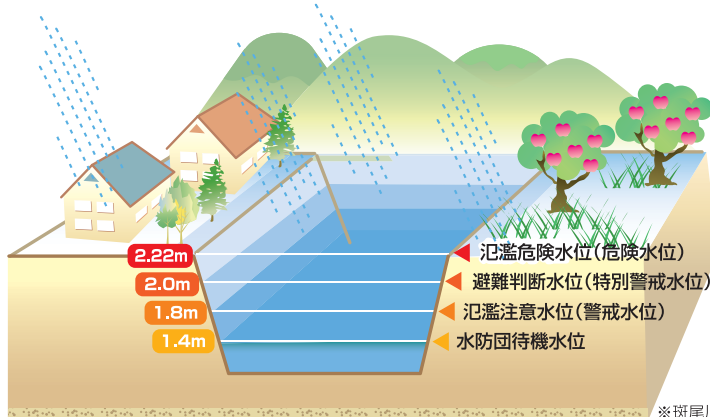 2.22m 氾濫危険水位(危険水位)
2.0m 避難判断水位(特別警戒水位)
1.8m 氾濫注意水位(警戒水位)
1.4m 水防団待機水位
※斑尾